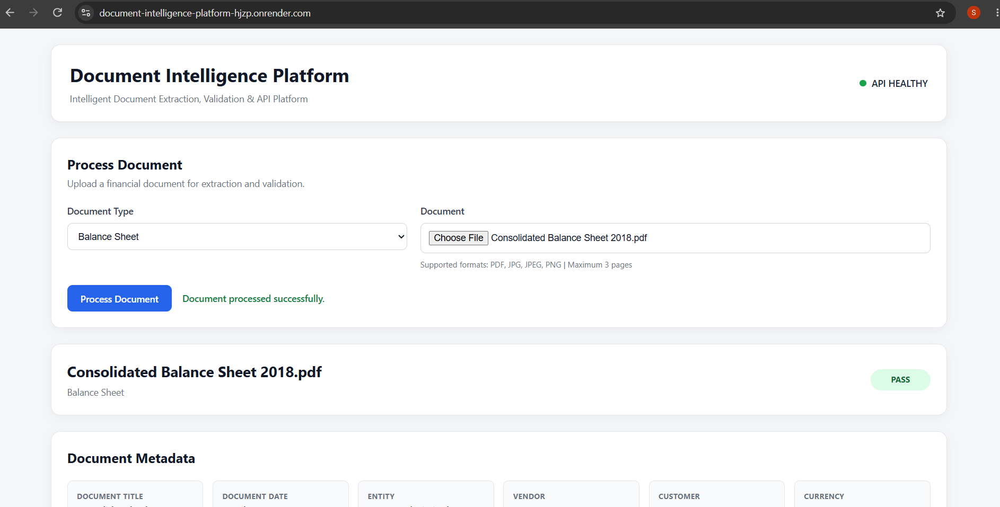 document-intelligence-platform-hjzp.onrender.com
S
Document Intelligence Platform
Intelligent Document Extraction, Validation & API Platform
API HEALTHY
Process Document
Upload a financial document for extraction and validation.
Document Type
Document
Balance Sheet
Choose File Consolidated Balance Sheet 2018.pdf
Supported formats: PDF, JPG, JPEG, PNG | Maximum 3 pages
Process Document
Document processed successfully.
Consolidated Balance Sheet 2018.pdf
Balance Sheet
PASS
Document Metadata
DOCUMENT TITLE
DOCUMENT DATE
ENTITY
VENDOR
CUSTOMER
CURRENCY